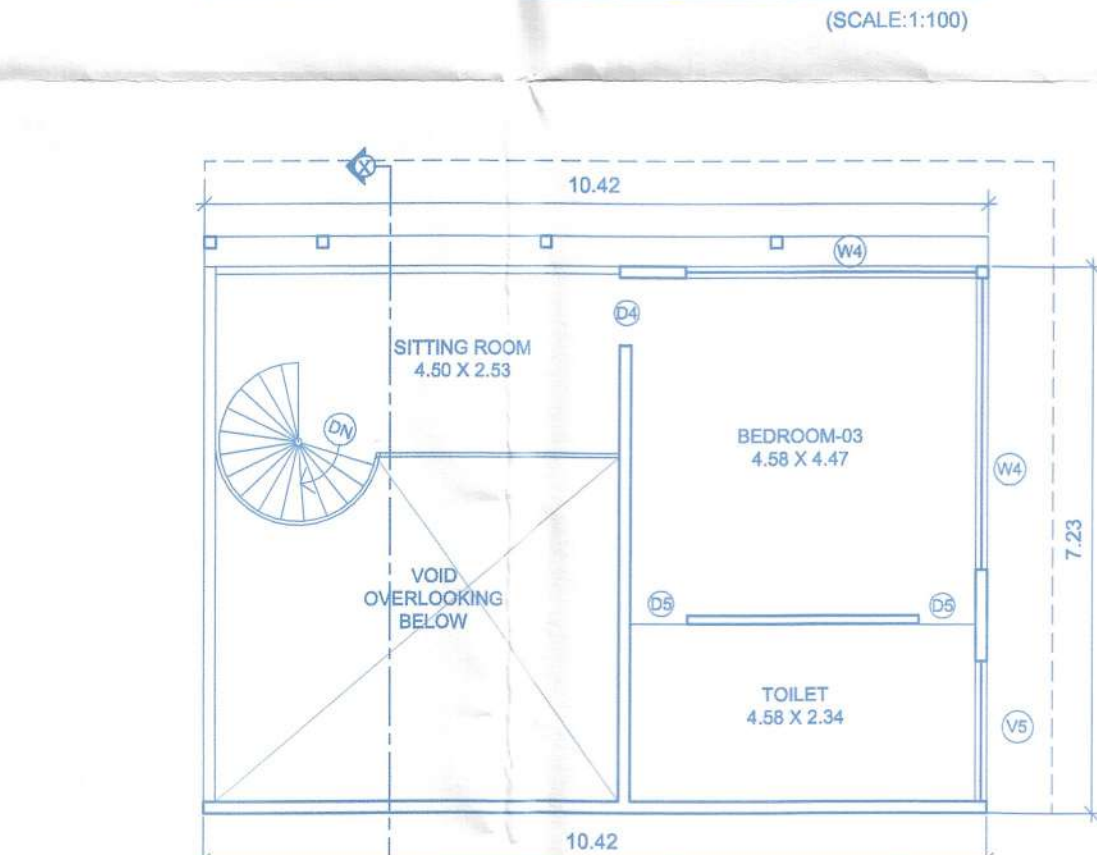 (SCALE:1:100)
X
10.42
W4
D4
SITTING ROOM
4.50 X 2.53
DN
BEDROOM-03
4.58 X 4.47
W4
7.23
VOID
OVERLOOKING
BELOW
D5
D5
TOILET
4.58 X 2.34
V5
10.42